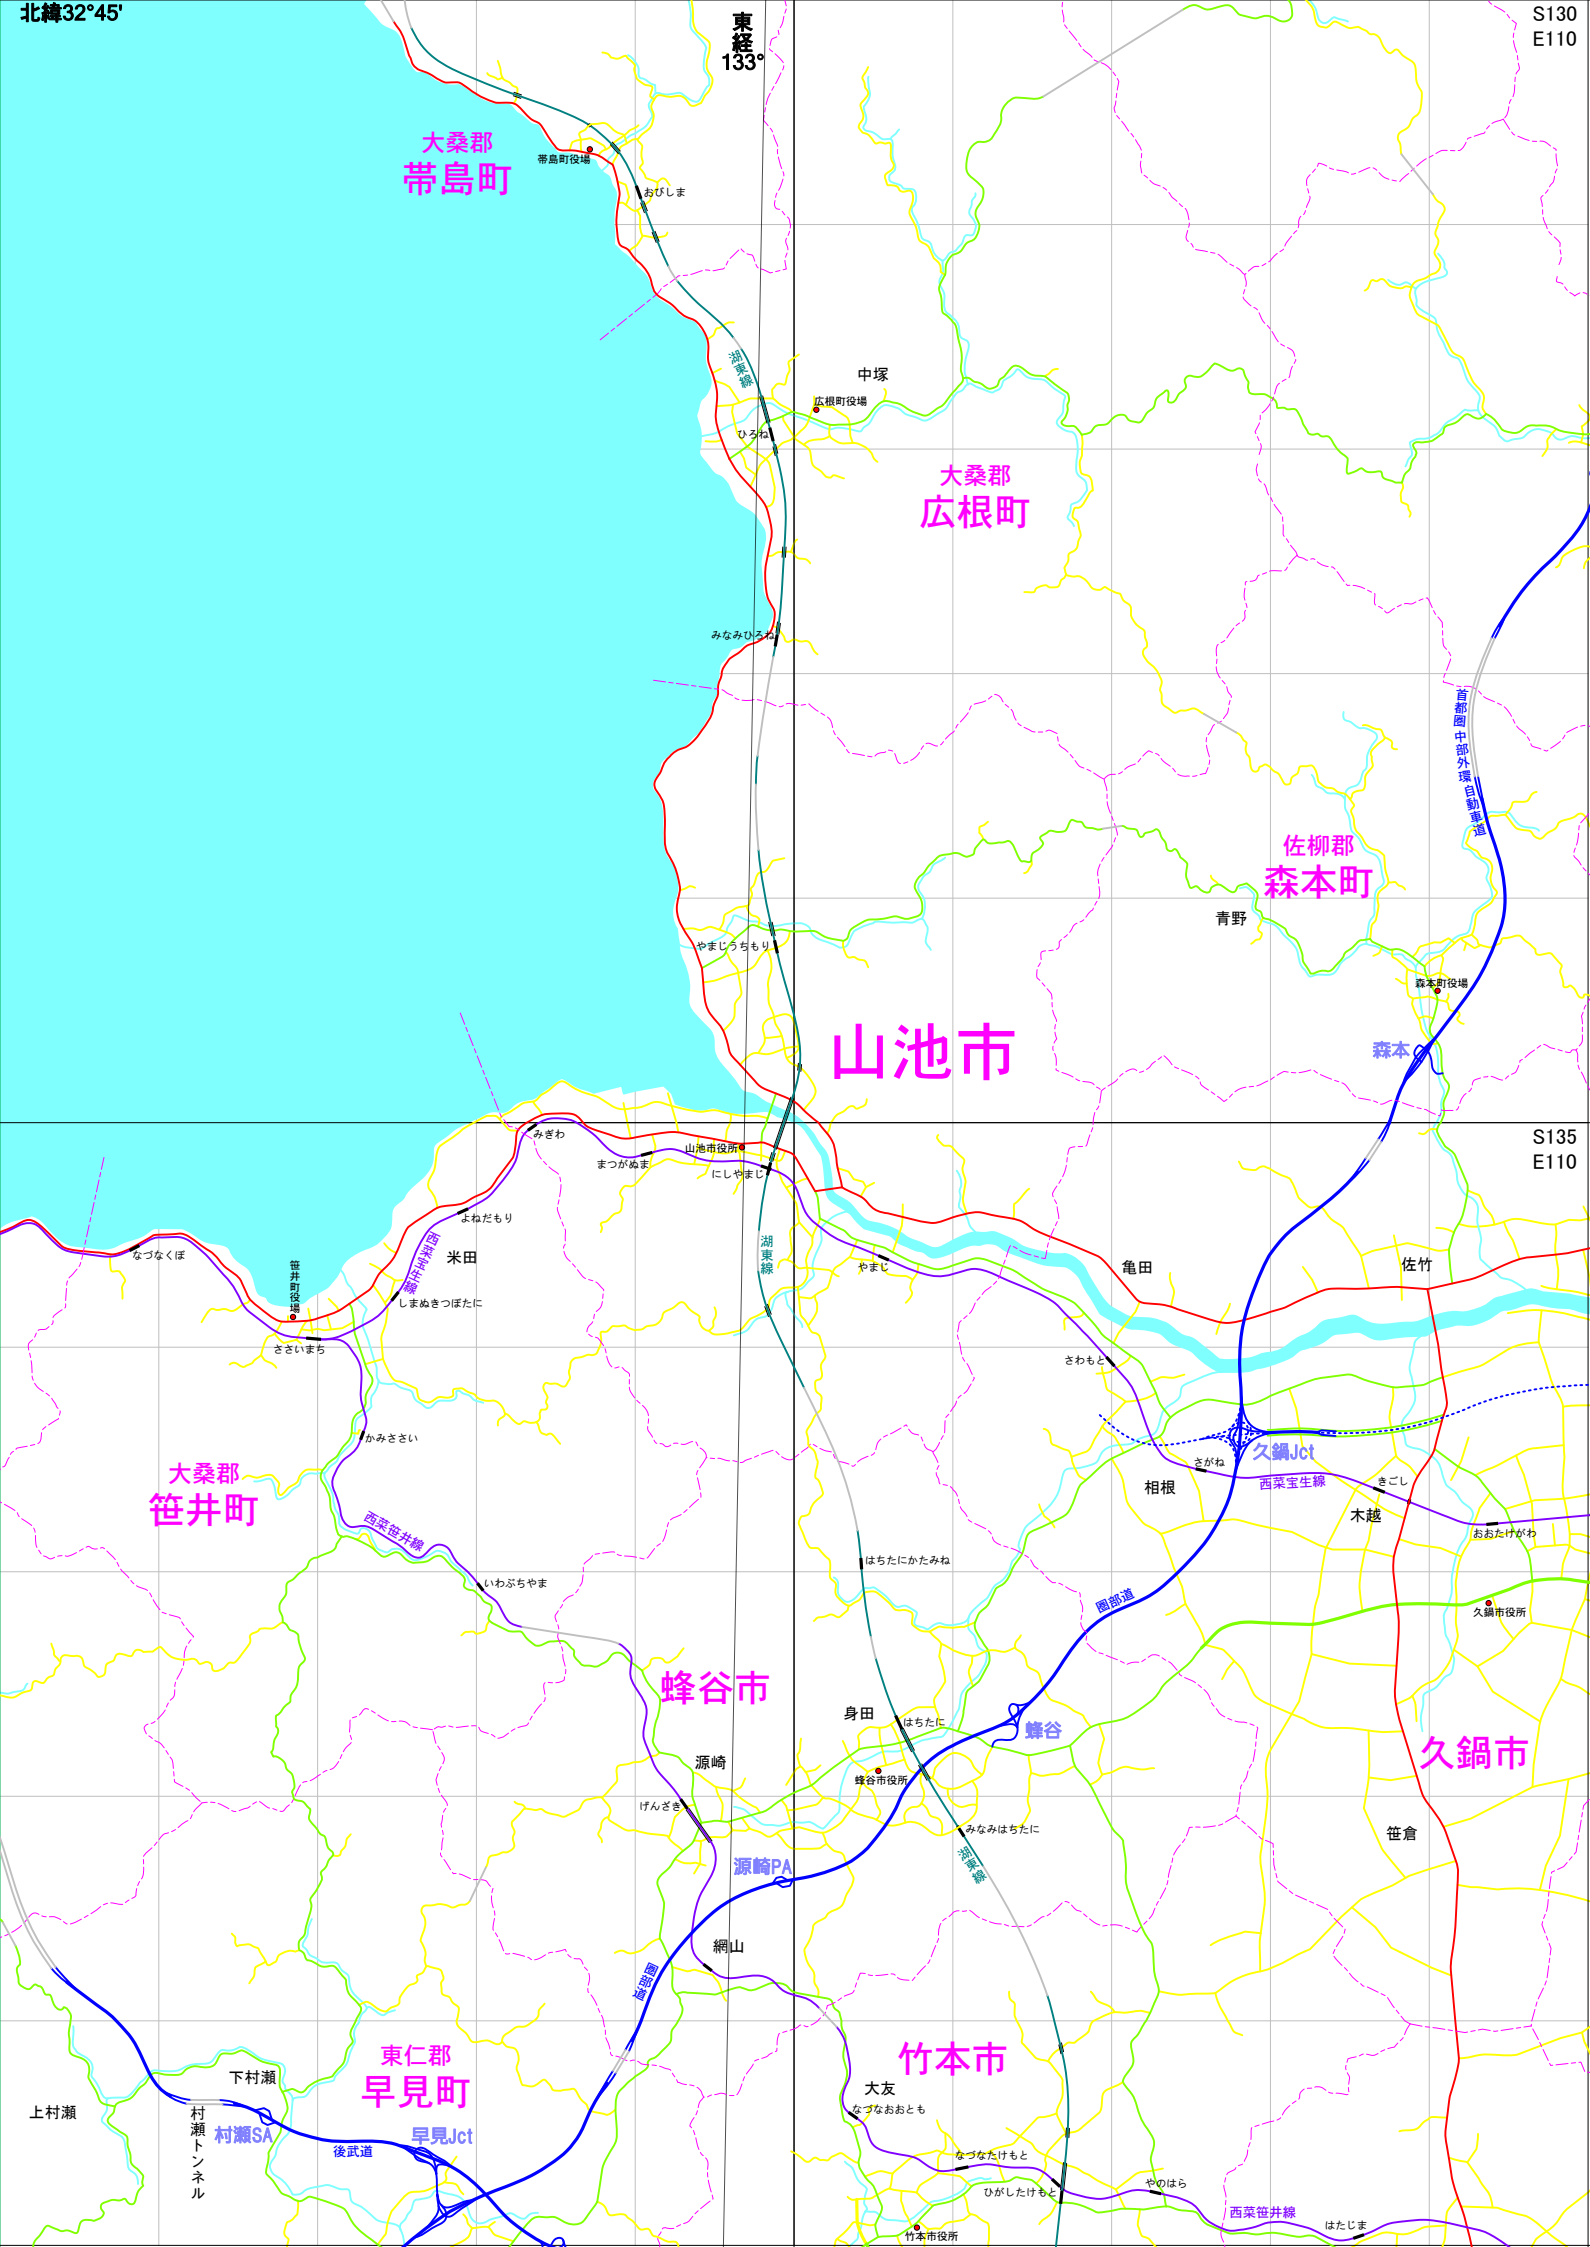 北緯32°45'
東経
133°
S130
E110
大桑郡
帯島町
帯島町役場
おびしま
湖東線
中塚
広根町役場
ひろね
大桑郡
広根町
みなみひろね
首都圏中部外環自動車道
佐柳郡
森本町
青野
やまじうちもり
森本町役場
山池市
森本
みぎわ
まつがぬま
山池市役所
にしやまじ
S135
E110
よねだもり
なづなくぼ
西菜宝生線
米田
湖東線
やまじ
亀田
佐竹
笹井町役場
しまぬきつぼたに
ささいまち
さわもと
かみささい
久鍋Jct
さがね
西菜宝生線
きごし
大桑郡
笹井町
相根
木越
おおたけがわ
西菜笹井線
はちたにかたみね
いわぶちやま
圏部道
久鍋市役所
蜂谷市
身田
はちたに
蜂谷
久鍋市
源崎
蜂谷市役所
げんざき
みなみはちたに
笹倉
源崎PA
湖東線
網山
圏部道
竹本市
東仁郡
早見町
下村瀬
大友
上村瀬
なづなおおとも
村瀬トンネル
村瀬SA
早見Jct
後武道
なづなたけもと
ひがしたけもと
やのはら
西菜笹井線
はたじま
竹本市役所